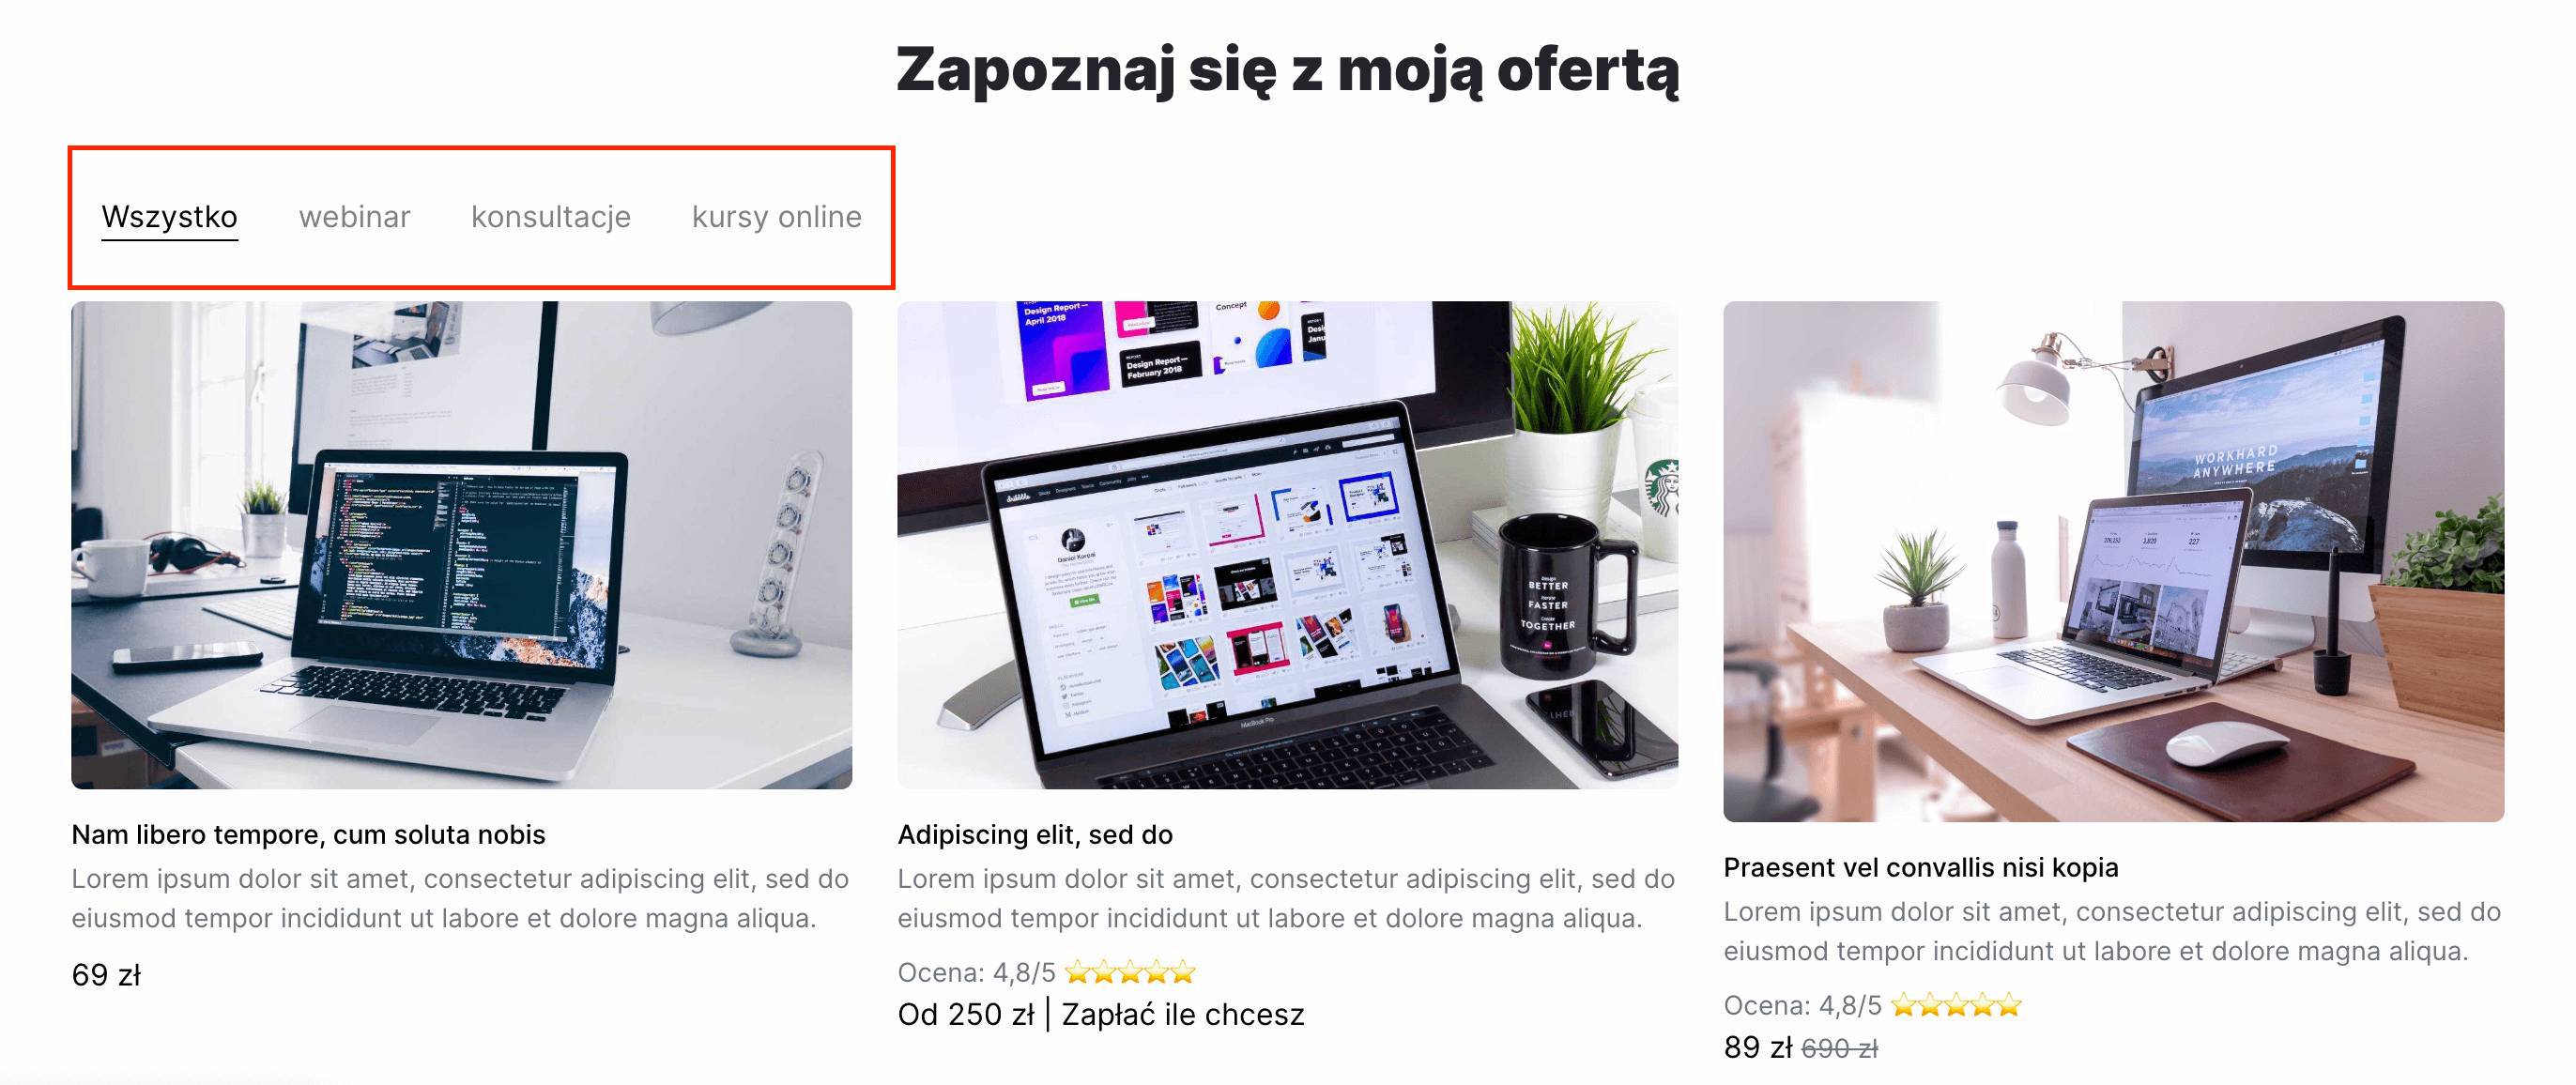 Zapoznaj się z moją ofertą
Wszystko webinar konsultacje kursy online
Design Report— April 2018
Concept
Design Report— February 2018
WORKHARD
ANYWHERE
Daniel Korpai
Design
BETTER
FASTER
TOGETHER
MacBook Pro
Nam libero tempore, cum soluta nobis
Lorem ipsum dolor sit amet, consectetur adipiscing elit, sed do
eiusmod tempor incididunt ut labore et dolore magna aliqua.
69 zł
Adipiscing elit, sed do
Lorem ipsum dolor sit amet, consectetur adipiscing elit, sed do
eiusmod tempor incididunt ut labore et dolore magna aliqua.
Ocena: 4,8/5 ⭐⭐⭐⭐⭐
Od 250 zł | Zapłać ile chcesz
Praesent vel convallis nisi kopia
Lorem ipsum dolor sit amet, consectetur adipiscing elit, sed do
eiusmod tempor incididunt ut labore et dolore magna aliqua.
Ocena: 4,8/5 ⭐⭐⭐⭐⭐
89 zł 690 zł